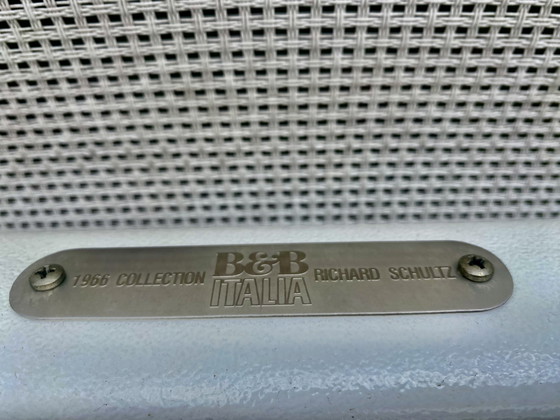 1966 COLLECTION B&B ITALIA RICHARD SCHULTZ